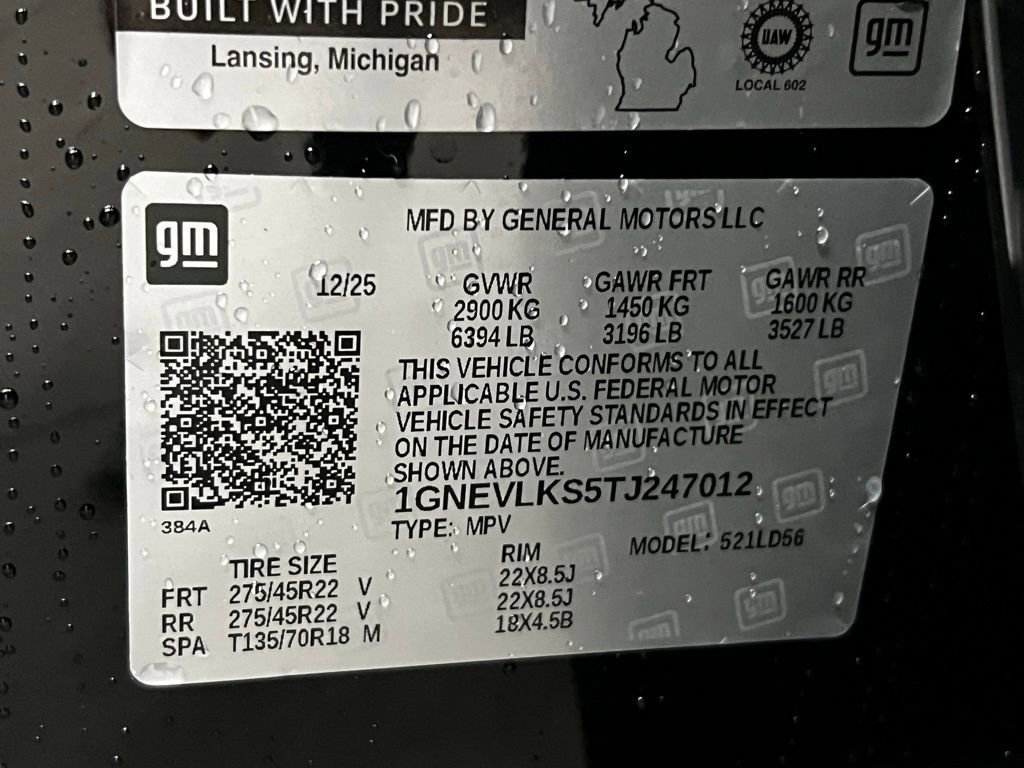 BUILT WITH PRIDE
Lansing, Michigan
UAW
LOCAL 602
gm
gm
MFD BY GENERAL MOTORS LLC
12/25 GVWR GAWR FRT GAWR RR
2900 KG 1450 KG 1600 KG
6394 LB 3196 LB 3527 LB
THIS VEHICLE CONFORMS TO ALL
APPLICABLE U.S. FEDERAL MOTOR
VEHICLE SAFETY STANDARDS IN EFFECT
ON THE DATE OF MANUFACTURE
SHOWN ABOVE.
1GNEVLKS5TJ247012
384A TYPE: MPV MODEL: 521LD56
TIRE SIZE RIM
FRT 275/45R22 V 22X8.5J
RR 275/45R22 V 22X8.5J
SPA T135/70R18 M 18X4.5B